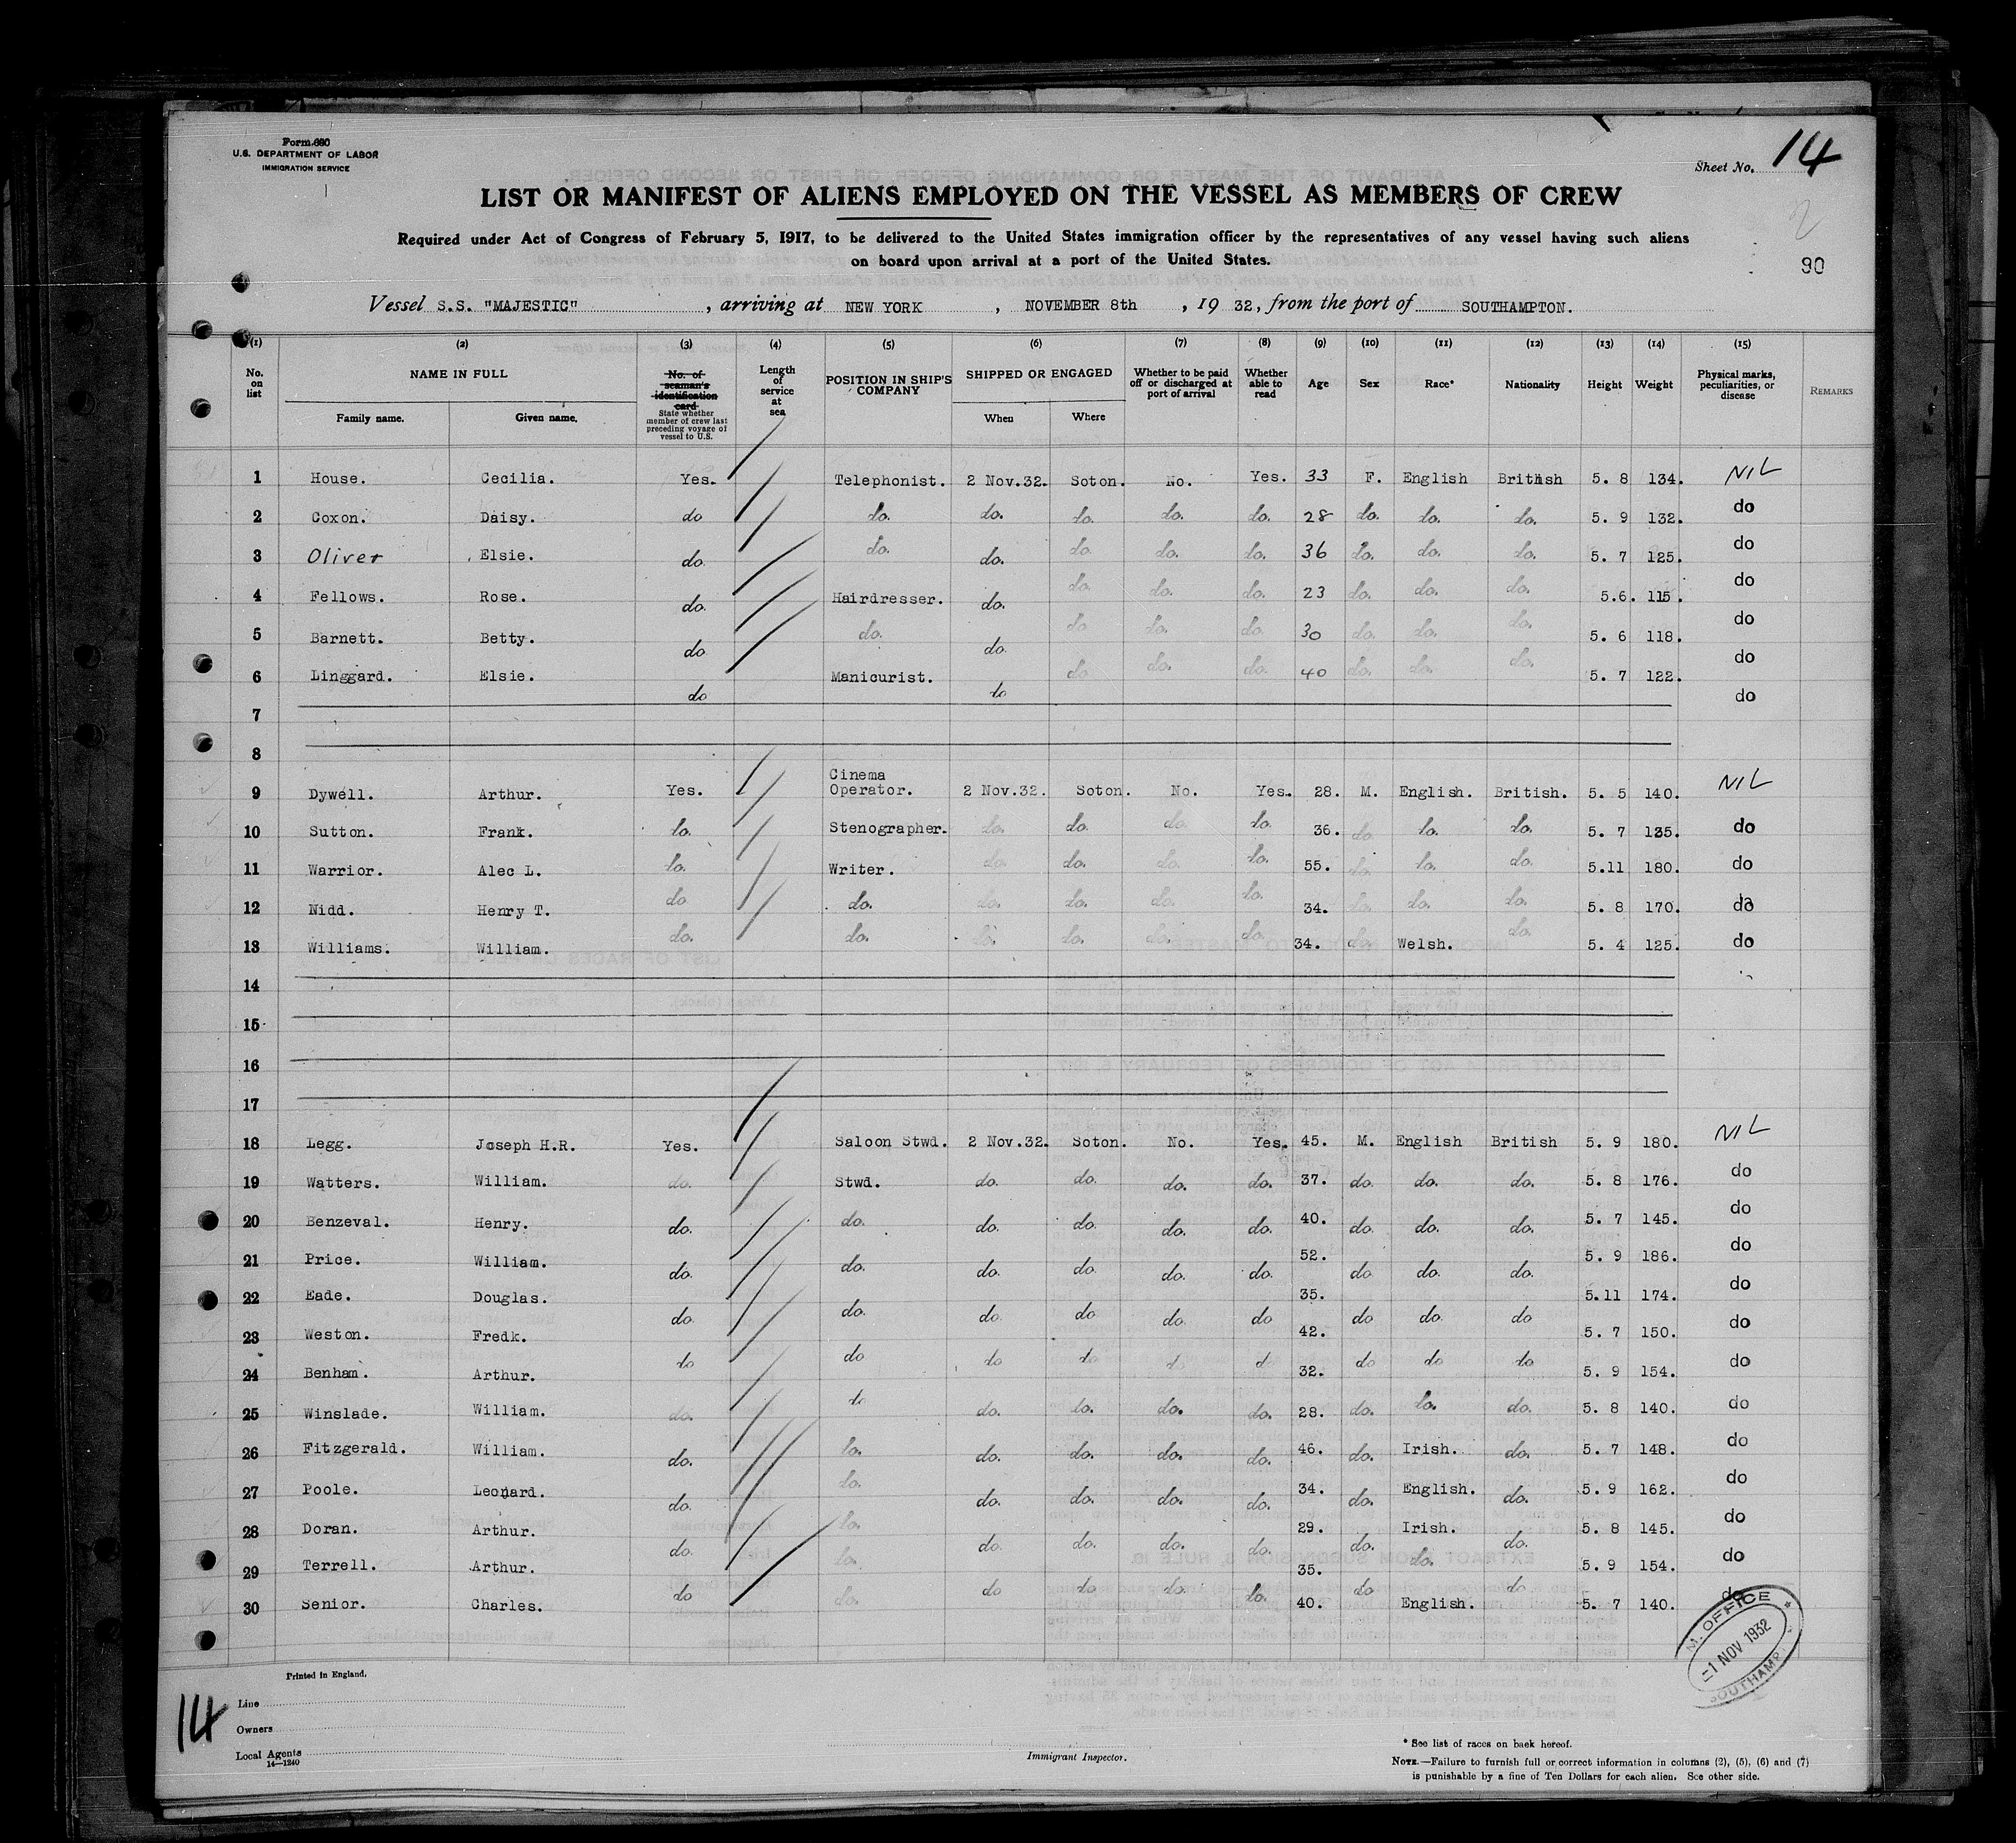 Form 680
U.S. DEPARTMENT OF LABOR
IMMIGRATION SERVICE
Sheet No. 14
LIST OR MANIFEST OF ALIENS EMPLOYED ON THE VESSEL AS MEMBERS OF CREW
Required under Act of Congress of February 5, 1917, to be delivered to the United States immigration officer by the representatives of any vessel having such aliens
on board upon arrival at a port of the United States.
2
90
Vessel S.S. "MAJESTIC", arriving at NEW YORK, NOVEMBER 8th, 19 32, from the port of SOUTHAMPTON.
(1) (2) (3) (4) (5) (6) (7) (8) (9) (10) (11) (12) (13) (14) (15)
No. on list NAME IN FULL Family name. Given name. No. of seaman's identification card State whether member of crew last preceding voyage of vessel to U.S. Length of service at sea POSITION IN SHIP'S COMPANY SHIPPED OR ENGAGED When Where Whether to be paid off or discharged at port of arrival Whether able to read Age Sex Race* Nationality Height Weight Physical marks, peculiarities, or disease REMARKS
1 House. Cecilia. Yes. Telephonist. 2 Nov.32. Soton. No. Yes. 33 F. English British 5. 8 134. NIL
2 Coxon. Daisy. do do. do. do. do. do. 28 do. do. do. 5. 9 132. do
3 Oliver Elsie. do. do. do. do. do. do. 36 do. do. do. 5. 7 125. do
4 Fellows. Rose. do. Hairdresser. do. do. do. do. 23 do. do. do. 5.6. 115. do
5 Barnett. Betty. do. do. do. do do. do. 30 do. do. do. 5. 6 118. do
6 Linggard. Elsie. do Manicurist. do do do. do. 40 do. do. do. 5. 7 122. do
do
7
8
9 Dywell. Arthur. Yes. Cinema Operator. 2 Nov.32. Soton. No. Yes. 28. M. English. British. 5. 5 140. NIL
10 Sutton. Frank. do. Stenographer. do. do. do. do. 36. do. do. do. 5. 7 135. do
11 Warrior. Alec L. do. Writer. do. do. do. do. 55. do. do. do. 5.11 180. do
12 Nidd. Henry T. do do. do. do. do. do. 34. do. do. do. 5. 8 170. do
13 Williams. William. do. do. do. do. do. do. 34. do. Welsh. do. 5. 4 125. do
14
15
16
17
18 Legg. Joseph H.R. Yes. Saloon Stwd. 2 Nov.32. Soton. No. Yes. 45. M. English British 5. 9 180. NIL
19 Watters. William. do. Stwd. do. do. do. do. 37. do. do. do. 5. 8 176. do
20 Benzeval. Henry. do. do. do. do. do. do. 40. do. do. do. 5. 7 145. do
21 Price. William. do. do. do. do. do. do. 52. do. do. do. 5. 9 186. do
22 Eade. Douglas. do. do. do. do do. do 35. do do do 5.11 174. do
23 Weston. Fredk. do do do do do d 42. do do do 5. 7 150. do
24 Benham. Arthur. do. do do. do. do. do. 32. do. do. do. 5. 9 154. do
25 Winslade. William. 28. 5. 8 140. do
26 Fitzgerald. William. do. do. do. do. do. do. 46. do. Irish. do. 5. 7 148. do
27 Poole. Leonard. do. do. do. do. do. do. 34. do. English. do. 5. 9 162. do
28 Doran. Arthur. do. do. do. do. do. do. 29. do. Irish. do. 5. 8 145. do
29 Terrell. Arthur. do do. do do do. do. 35. do do. do. 5. 9 154. do
30 Senior. Charles. do. 40. English. 5. 7 140. do
M. OFFICE
-1 NOV 1932
SOUTHAMP
Printed in England.
14
Line
Owners
Local Agents
14—1240
Immigrant Inspector.
* See list of races on back hereof.
NOTE.—Failure to furnish full or correct information in columns (2), (5), (6) and (7)
is punishable by a fine of Ten Dollars for each alien. See other side.